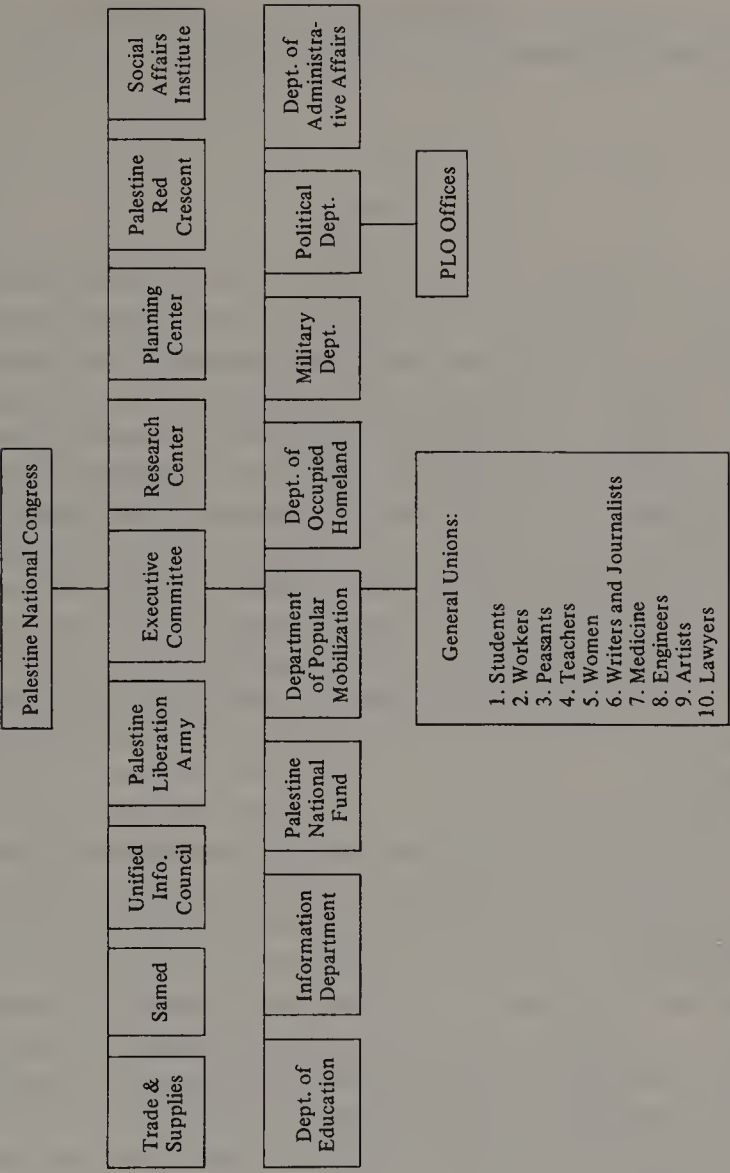 Palestine National Congress
Trade &
Supplies
Samed
Unified
Info.
Council
Palestine
Liberation
Army
Executive
Committee
Research
Center
Planning
Center
Palestine
Red
Crescent
Social
Affairs
Institute
Dept. of
Education
Information
Department
Palestine
National
Fund
Department
of Popular
Mobilization
Dept. of
Occupied
Homeland
Military
Dept.
Political
Dept.
Dept. of
Administra-
tive Affairs
General Unions:
1. Students
2. Workers
3. Peasants
4. Teachers
5. Women
6. Writers and Journalists
7. Medicine
8. Engineers
9. Artists
10. Lawyers
PLO Offices